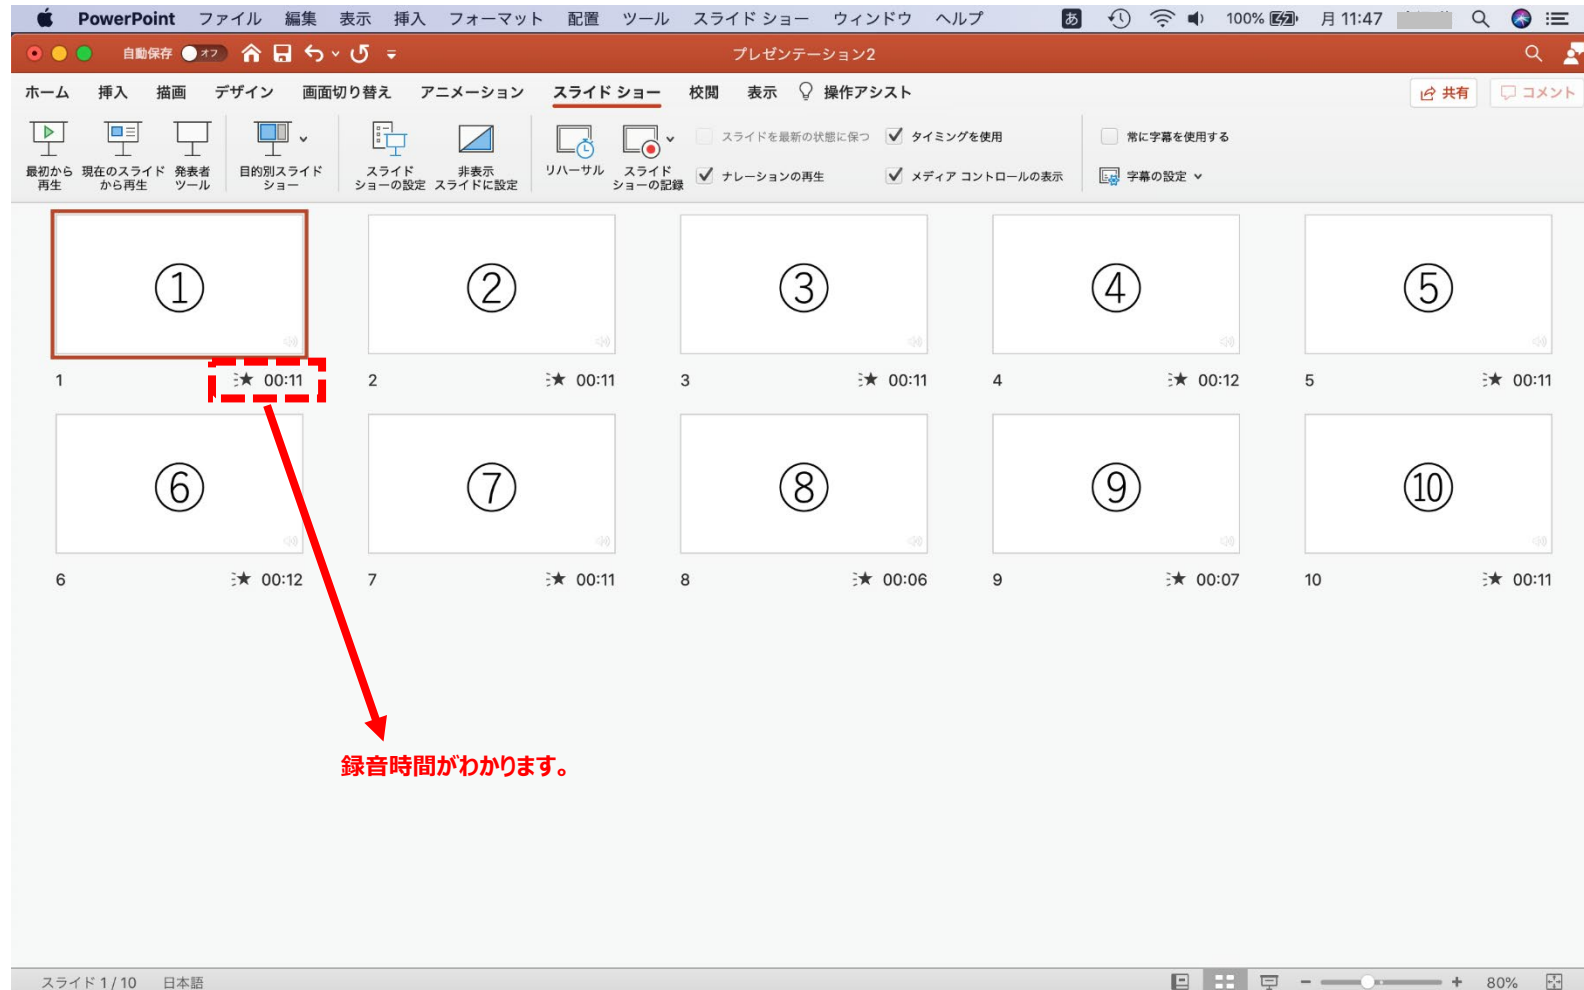 PowerPoint ファイル 編集 表示 挿入 フォーマット 配置 ツール スライド ショー ウィンドウ ヘルプ あ 100% 月 11:47
自動保存 オフ プレゼンテーション2
ホーム 挿入 描画 デザイン 画面切り替え アニメーション スライド ショー 校閲 表示 操作アシスト 共有 コメント
最初から
再生
現在のスライド
から再生
発表者
ツール
目的別スライド
ショー
スライド
ショーの設定
非表示
スライドに設定
リハーサル
スライド
ショーの記録
スライドを最新の状態に保つ タイミングを使用 常に字幕を使用する
ナレーションの再生 メディア コントロールの表示 字幕の設定
① ② ③ ④ ⑤
1 00:11 2 00:11 3 00:11 4 00:12 5 00:11
⑥ ⑦ ⑧ ⑨ ⑩
6 00:12 7 00:11 8 00:06 9 00:07 10 00:11
録音時間がわかります。
スライド 1 / 10 日本語 80%